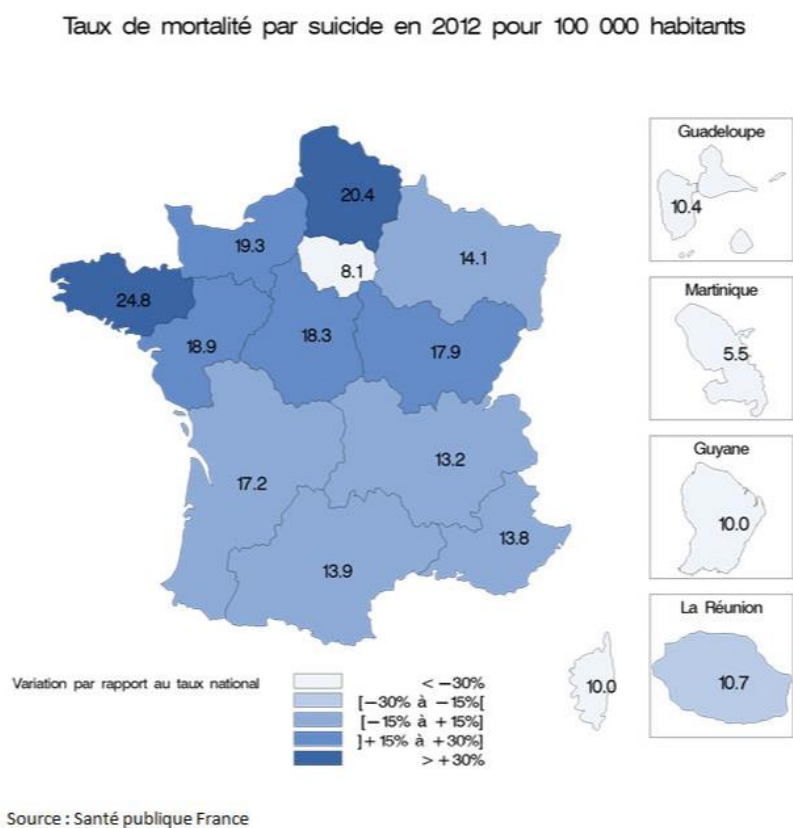 Taux de mortalité par suicide en 2012 pour 100 000 habitants
Guadeloupe
10.4
Martinique
5.5
Guyane
10.0
La Réunion
10.7
20.4
19.3
8.1
14.1
24.8
18.9
18.3
17.9
17.2
13.2
13.9
13.8
10.0
Variation par rapport au taux national
< -30%
[-30% à -15%[
[-15% à +15%]
]+15% à +30%]
> +30%
Source : Santé publique France